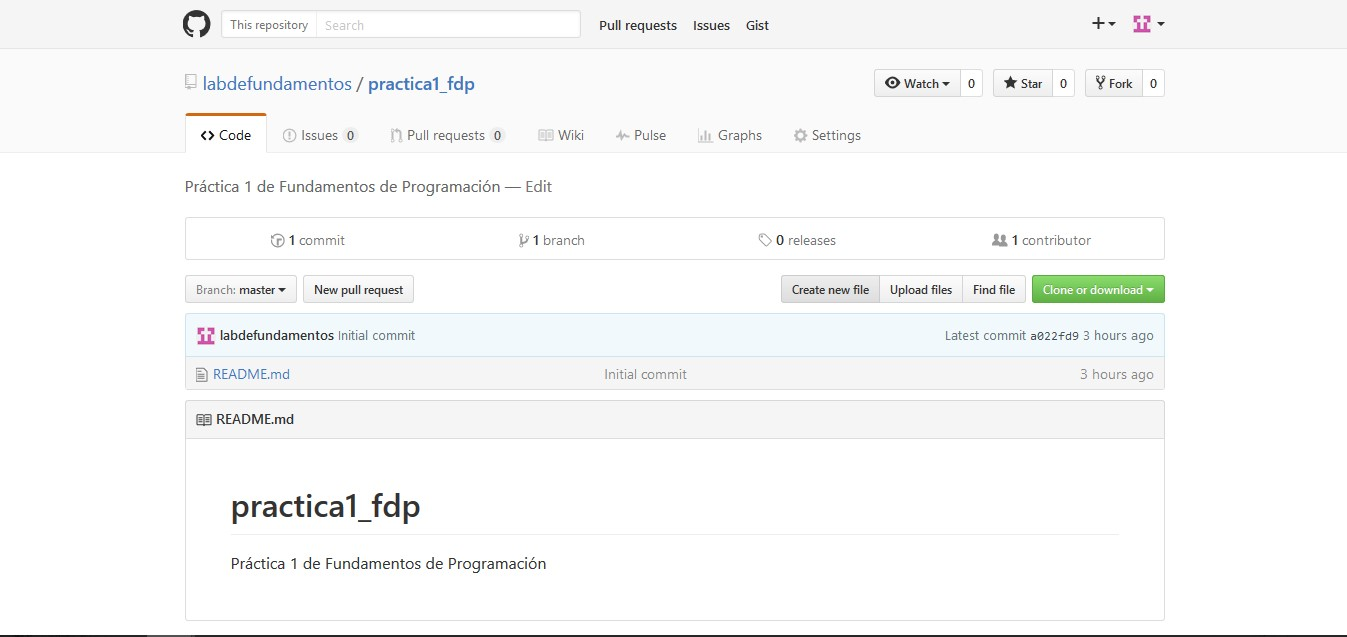 This repository Search Pull requests Issues Gist
labdefundamentos / practica1_fdp Watch 0 Star 0 Fork 0
Code Issues 0 Pull requests 0 Wiki Pulse Graphs Settings
Práctica 1 de Fundamentos de Programación — Edit
1 commit 1 branch 0 releases 1 contributor
Branch: master New pull request Create new file Upload files Find file Clone or download
labdefundamentos Initial commit Latest commit a022fd9 3 hours ago
README.md Initial commit 3 hours ago
README.md
practica1_fdp
Práctica 1 de Fundamentos de Programación